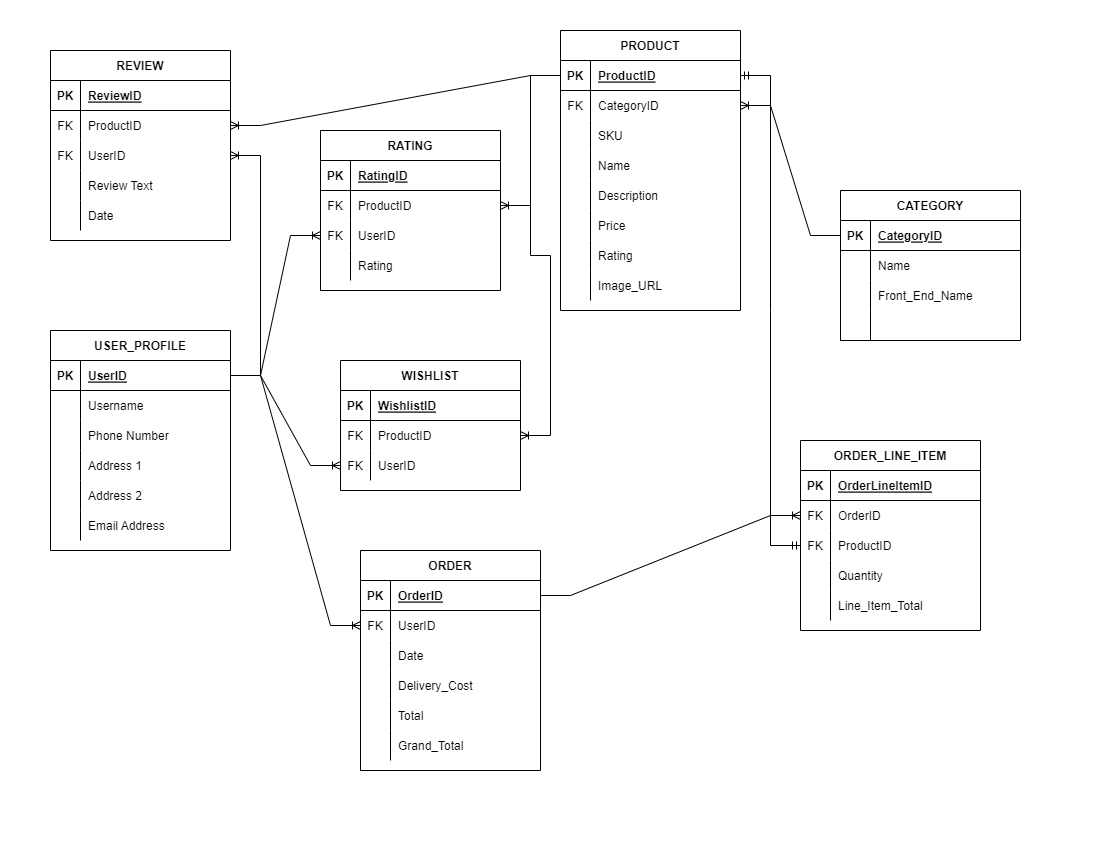 REVIEW
PK ReviewID
FK ProductID
FK UserID
Review Text
Date
RATING
PK RatingID
FK ProductID
FK UserID
Rating
PRODUCT
PK ProductID
FK CategoryID
SKU
Name
Description
Price
Rating
Image_URL
CATEGORY
PK CategoryID
Name
Front_End_Name
USER_PROFILE
PK UserID
Username
Phone Number
Address 1
Address 2
Email Address
WISHLIST
PK WishlistID
FK ProductID
FK UserID
ORDER_LINE_ITEM
PK OrderLineItemID
FK OrderID
FK ProductID
Quantity
Line_Item_Total
ORDER
PK OrderID
FK UserID
Date
Delivery_Cost
Total
Grand_Total